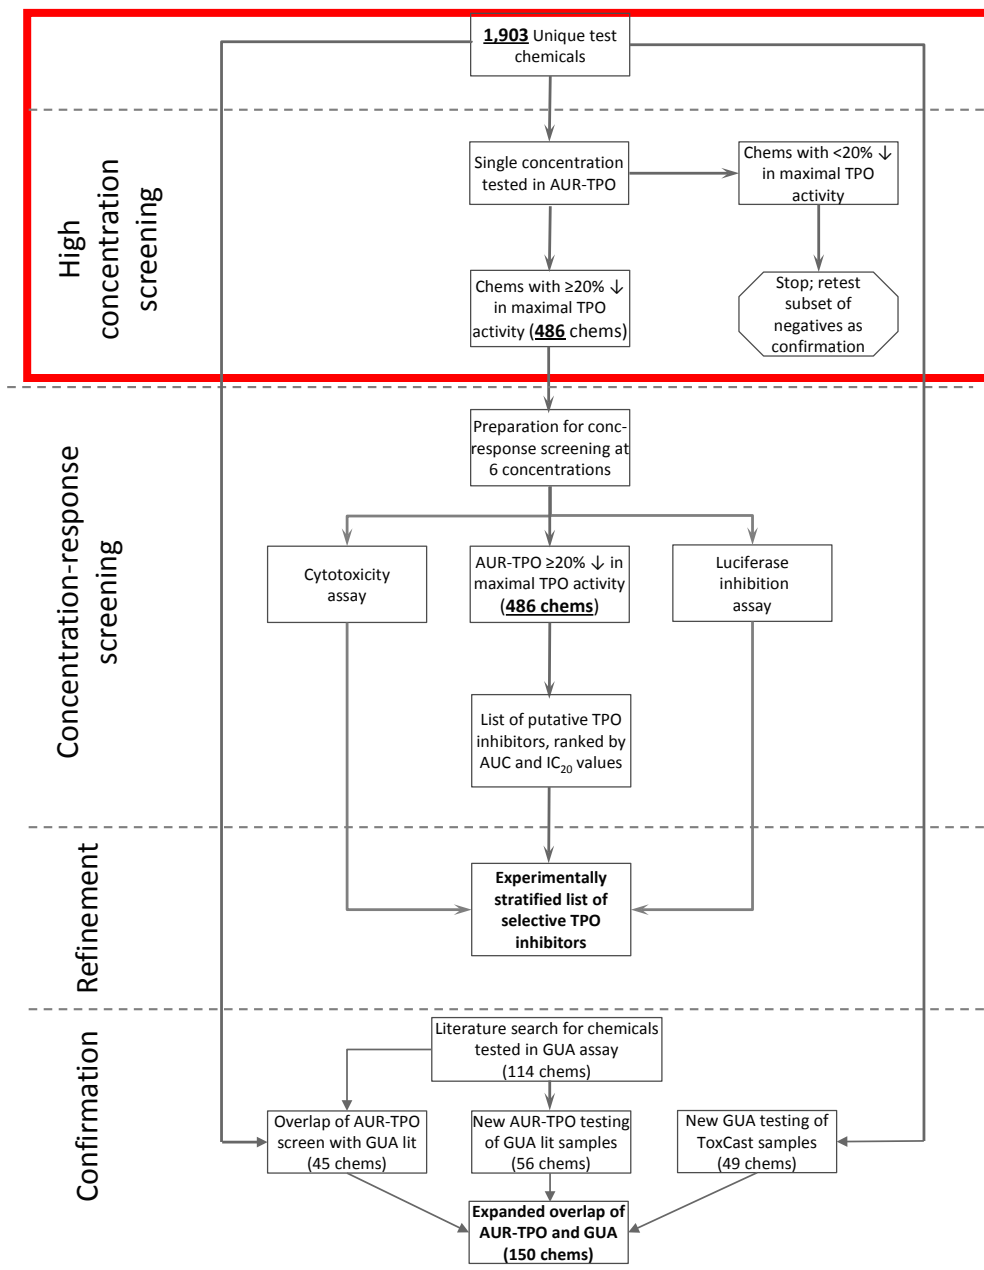 1,903 Unique test
chemicals
High
concentration
screening
Single concentration
tested in AUR-TPO
Chems with <20% ↓
in maximal TPO
activity
Chems with ≥20% ↓
in maximal TPO
activity (486 chems)
Stop; retest
subset of
negatives as
confirmation
Concentration-response
screening
Preparation for conc-
response screening at
6 concentrations
Cytotoxicity
assay
AUR-TPO ≥20% ↓ in
maximal TPO activity
(486 chems)
Luciferase
inhibition
assay
List of putative TPO
inhibitors, ranked by
AUC and IC20 values
Refinement
Experimentally
stratified list of
selective TPO
inhibitors
Confirmation
Literature search for chemicals
tested in GUA assay
(114 chems)
Overlap of AUR-TPO
screen with GUA lit
(45 chems)
New AUR-TPO testing
of GUA lit samples
(56 chems)
New GUA testing of
ToxCast samples
(49 chems)
Expanded overlap of
AUR-TPO and GUA
(150 chems)